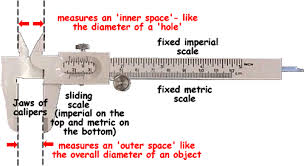 measures an 'inner space'- like
the diameter of a 'hole'
fixed imperial
scale
Jaws of
calipers
sliding
scale
(imperial on the
top and metric on
the bottom)
fixed metric
scale
measures an 'outer space' like
the overall diameter of an object